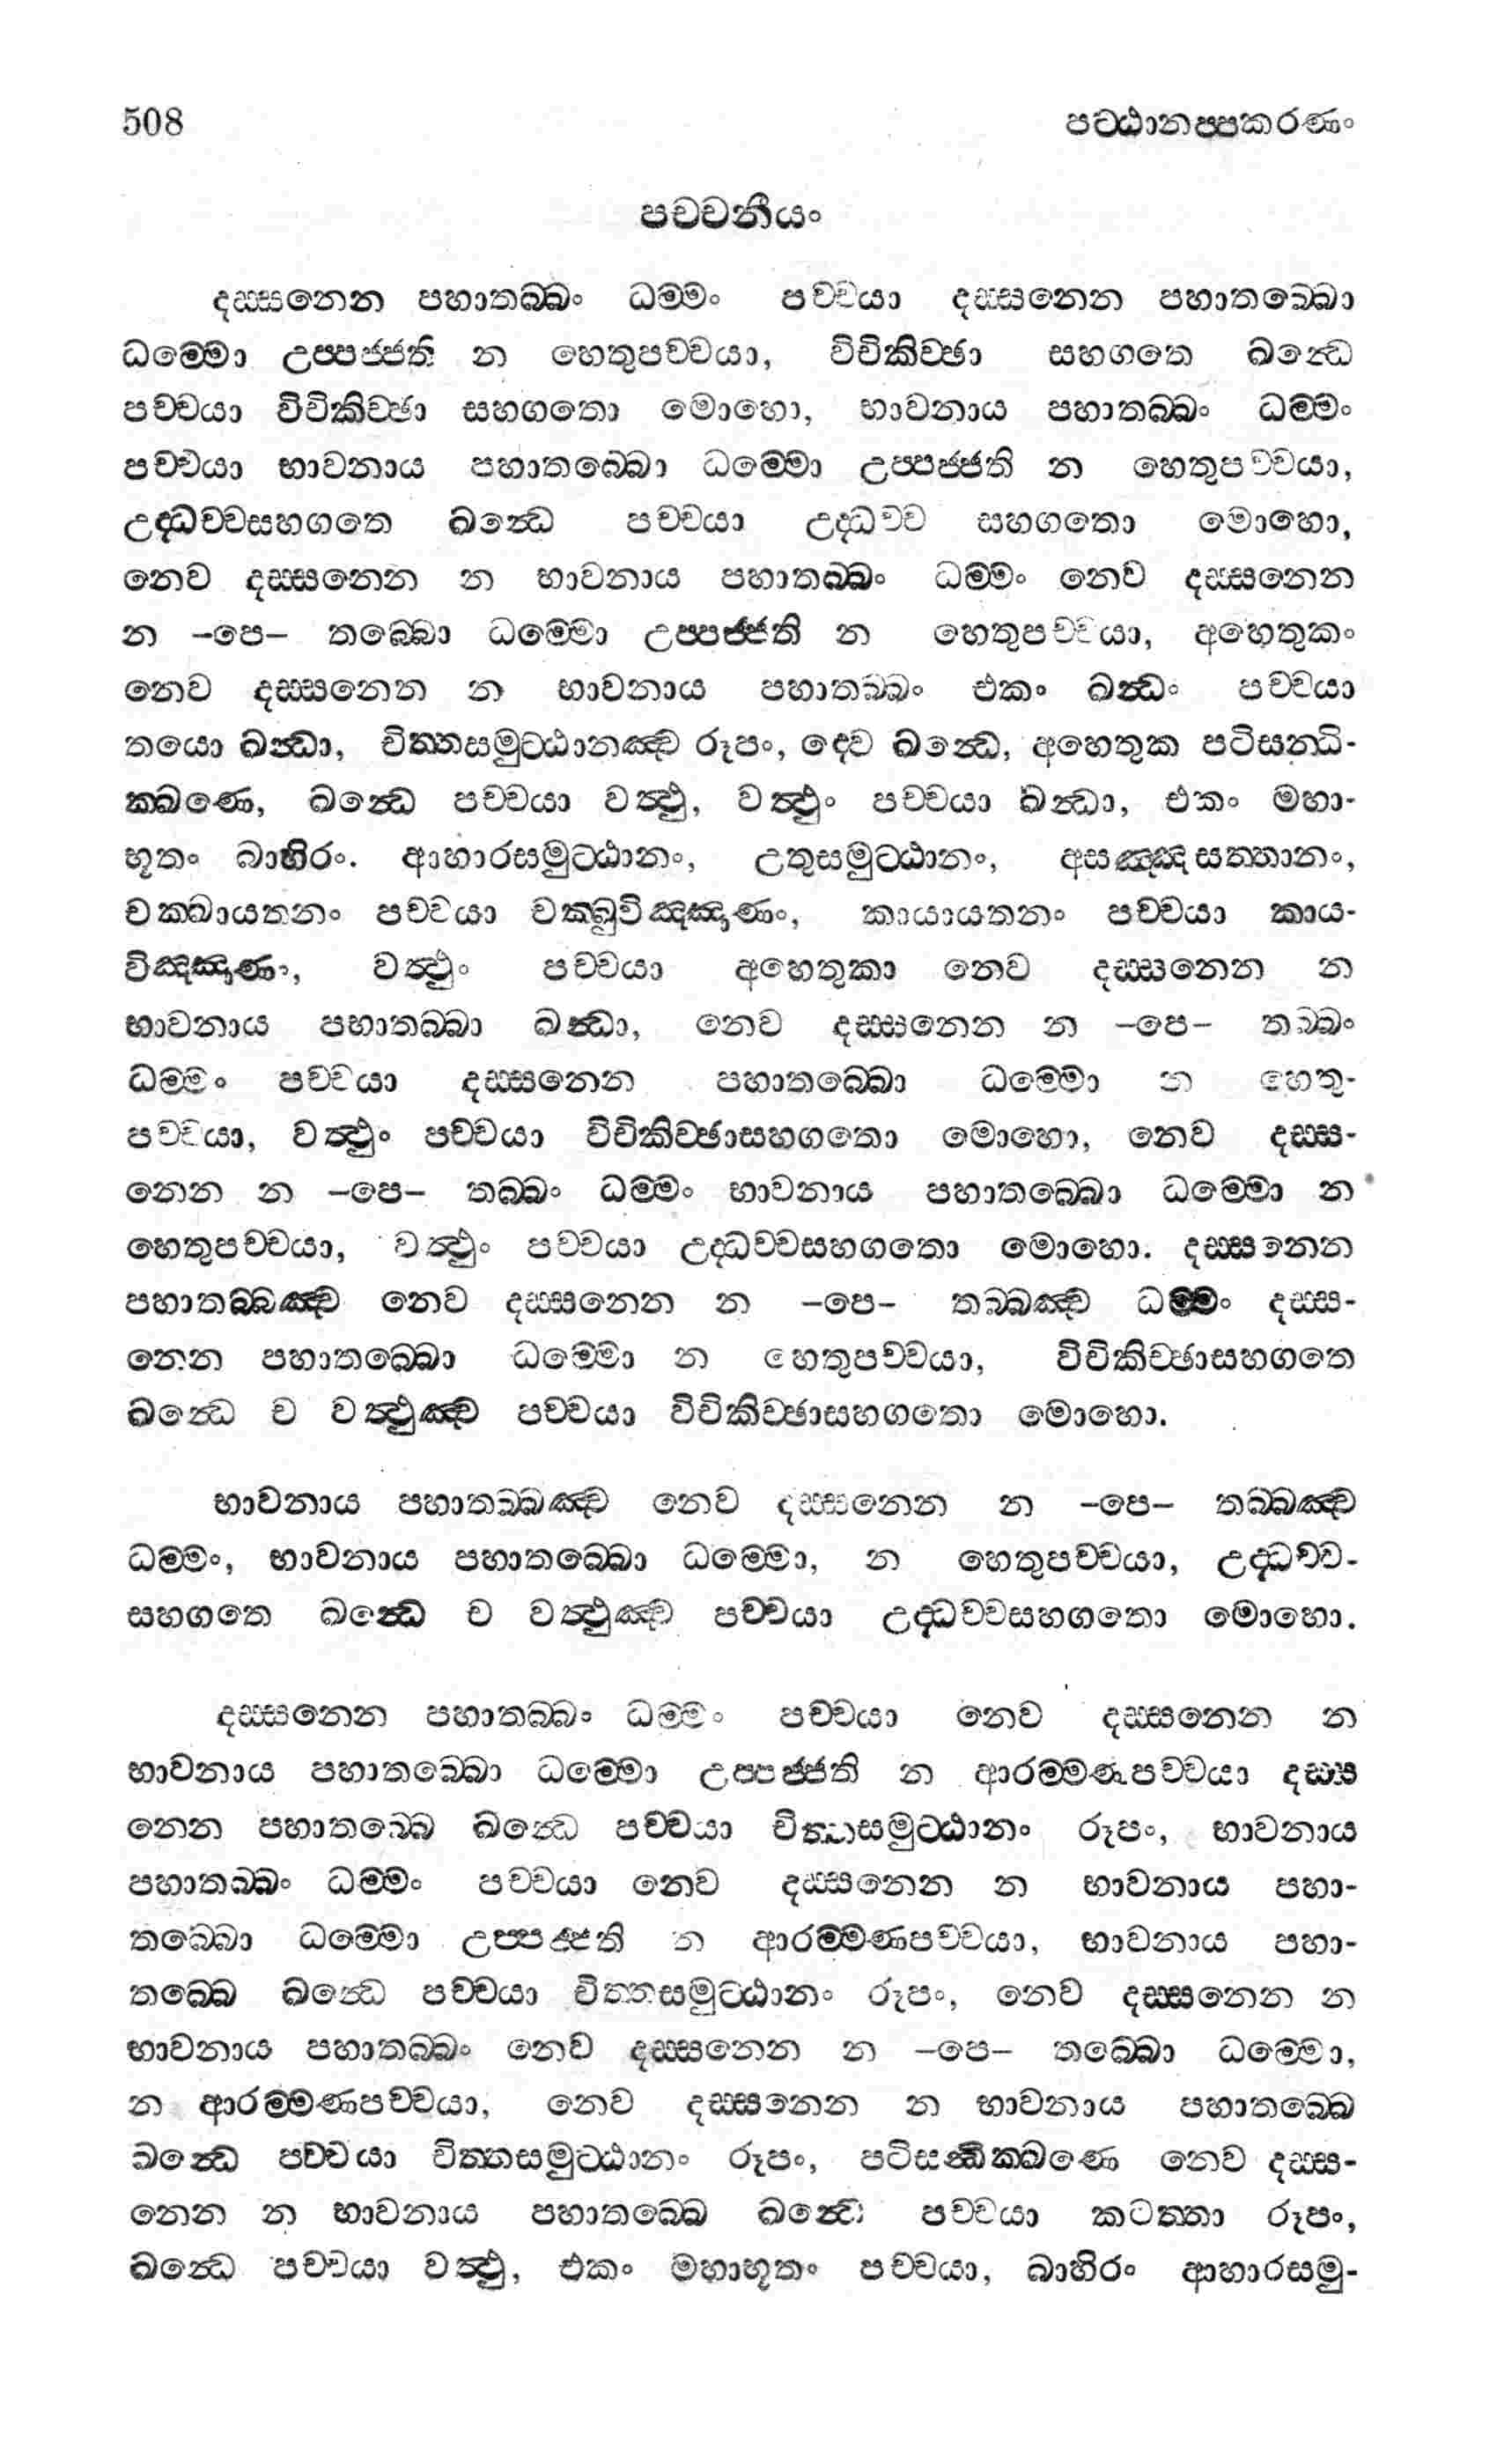 508 පට්ඨානප්පකරණං
පච්චනීයං
දස්සනෙන පහාතබ්බං ධම්මං පච්චයා දස්සනෙන පහාතබ්බො
ධම්මො උප්පජ්ජති න හෙතුපච්චයා, විචිකිච්ඡා සහගතෙ ඛන්ධෙ
පච්චයා විචිකිච්ඡා සහගතො මොහො, භාවනාය පහාතබ්බං ධම්මං
පච්චයා භාවනාය පහාතබ්බො ධම්මො උප්පජ්ජති න හෙතුපච්චයා,
උද්ධච්චසහගතෙ ඛන්ධෙ පච්චයා උද්ධච්ච සහගතො මොහො,
නෙව දස්සනෙන න භාවනාය පහාතබ්බං ධම්මං නෙව දස්සනෙන
න –පෙ– තබ්බො ධම්මො උප්පජ්ජති න හෙතුපච්චයා, අහෙතුකං
නෙව දස්සනෙන න භාවනාය පහාතබ්බං එකං ඛන්ධං පච්චයා
තයො ඛන්ධා, චිත්තසමුට්ඨානඤ්ච රූපං, ද්වෙ ඛන්ධෙ, අහෙතුක පටිසන්ධි-
ක්ඛණෙ, ඛන්ධෙ පච්චයා වත්ථු, වත්ථුං පච්චයා ඛන්ධා, එකං මහා-
භූතං බාහිරං. ආහාරසමුට්ඨානං, උතුසමුට්ඨානං, අසඤ්ඤසත්තානං,
චක්ඛායතනං පච්චයා චක්ඛුවිඤ්ඤාණං, කායායතනං පච්චයා කාය-
විඤ්ඤාණං, වත්ථුං පච්චයා අහෙතුකා නෙව දස්සනෙන න
භාවනාය පභාතබ්බා ඛන්ධා, නෙව දස්සනෙන න –පෙ– තබ්බං
ධම්මං පච්චයා දස්සනෙන පහාතබ්බො ධම්මො න හෙතු-
පච්චයා, වත්ථුං පච්චයා විචිකිච්ඡාසහගතො මොහො, නෙව දස්ස-
නෙන න –පෙ– තබ්බං ධම්මං භාවනාය පහාතබ්බො ධම්මො න
හෙතුපච්චයා, වත්ථුං පච්චයා උද්ධච්චසහගතො මොහො. දස්සනෙන
පහාතබ්බඤ්ච නෙව දස්සනෙන න –පෙ– තබ්බඤ්ච ධම්මං දස්ස-
නෙන පහාතබ්බො ධම්මො න හෙතුපච්චයා, විචිකිච්ඡාසහගතෙ
ඛන්ධෙ ච වත්ථුඤ්ච පච්චයා විචිකිච්ඡාසහගතො මොහො.
භාවනාය පහාතබ්බඤ්ච නෙව දස්සනෙන න –පෙ– තබ්බඤ්ච
ධම්මං, භාවනාය පහාතබ්බො ධම්මො, න හෙතුපච්චයා, උද්ධච්ච-
සහගතෙ ඛන්ධෙ ච වත්ථුඤ්ච පච්චයා උද්ධච්චසහගතො මොහො.
දස්සනෙන පහාතබ්බං ධම්මං පච්චයා නෙව දස්සනෙන න
භාවනාය පහාතබ්බො ධම්මො උප්පජ්ජති න ආරම්මණපච්චයා දස්ස
නෙන පහාතබ්බෙ ඛන්ධෙ පච්චයා චිත්තසමුට්ඨානං රූපං, භාවනාය
පහාතබ්බං ධම්මං පච්චයා නෙව දස්සනෙන න භාවනාය පහා-
තබ්බො ධම්මො උප්පජ්ජති න ආරම්මණපච්චයා, භාවනාය පහා-
තබ්බෙ ඛන්ධෙ පච්චයා චිත්තසමුට්ඨානං රූපං, නෙව දස්සනෙන න
භාවනාය පහාතබ්බං නෙව දස්සනෙන න –පෙ– තබ්බො ධම්මො,
න ආරම්මණපච්චයා, නෙව දස්සනෙන න භාවනාය පහාතබ්බෙ
ඛන්ධෙ පච්චයා චිත්තසමුට්ඨානං රූපං, පටිසන්ධික්ඛණෙ නෙව දස්ස-
නෙන න භාවනාය පහාතබ්බෙ ඛන්ධෙ පච්චයා කටත්තා රූපං,
ඛන්ධෙ පච්චයා වත්ථු, එකං මහාභූතං පච්චයා, බාහිරං ආහාරසමු-